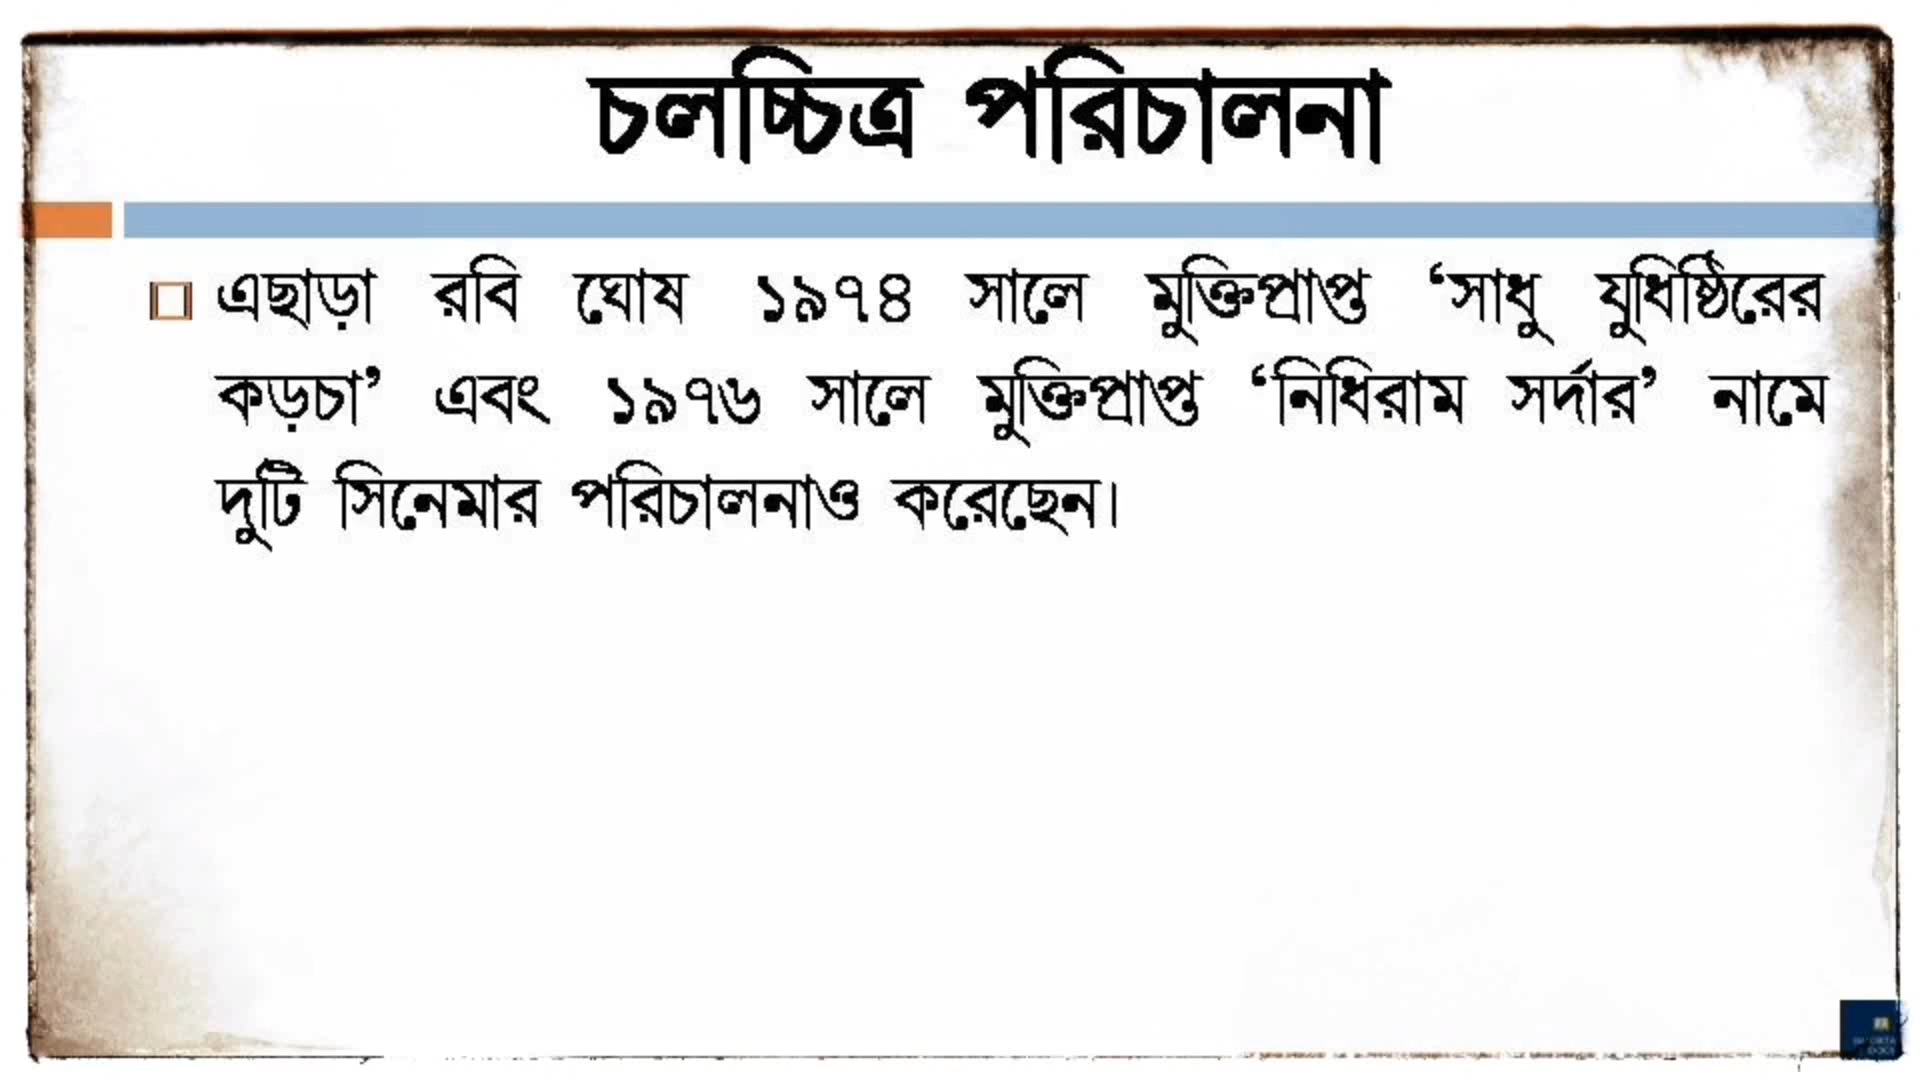 চলচ্চিত্র পরিচালনা
এছাড়া রবি ঘোষ ১৯৭৪ সালে মুক্তিপ্রাপ্ত ‘সাধু যুধিষ্ঠিরের
কড়চা’ এবং ১৯৭৬ সালে মুক্তিপ্রাপ্ত ‘নিধিরাম সর্দার’ নামে
দুটি সিনেমার পরিচালনাও করেছেন।